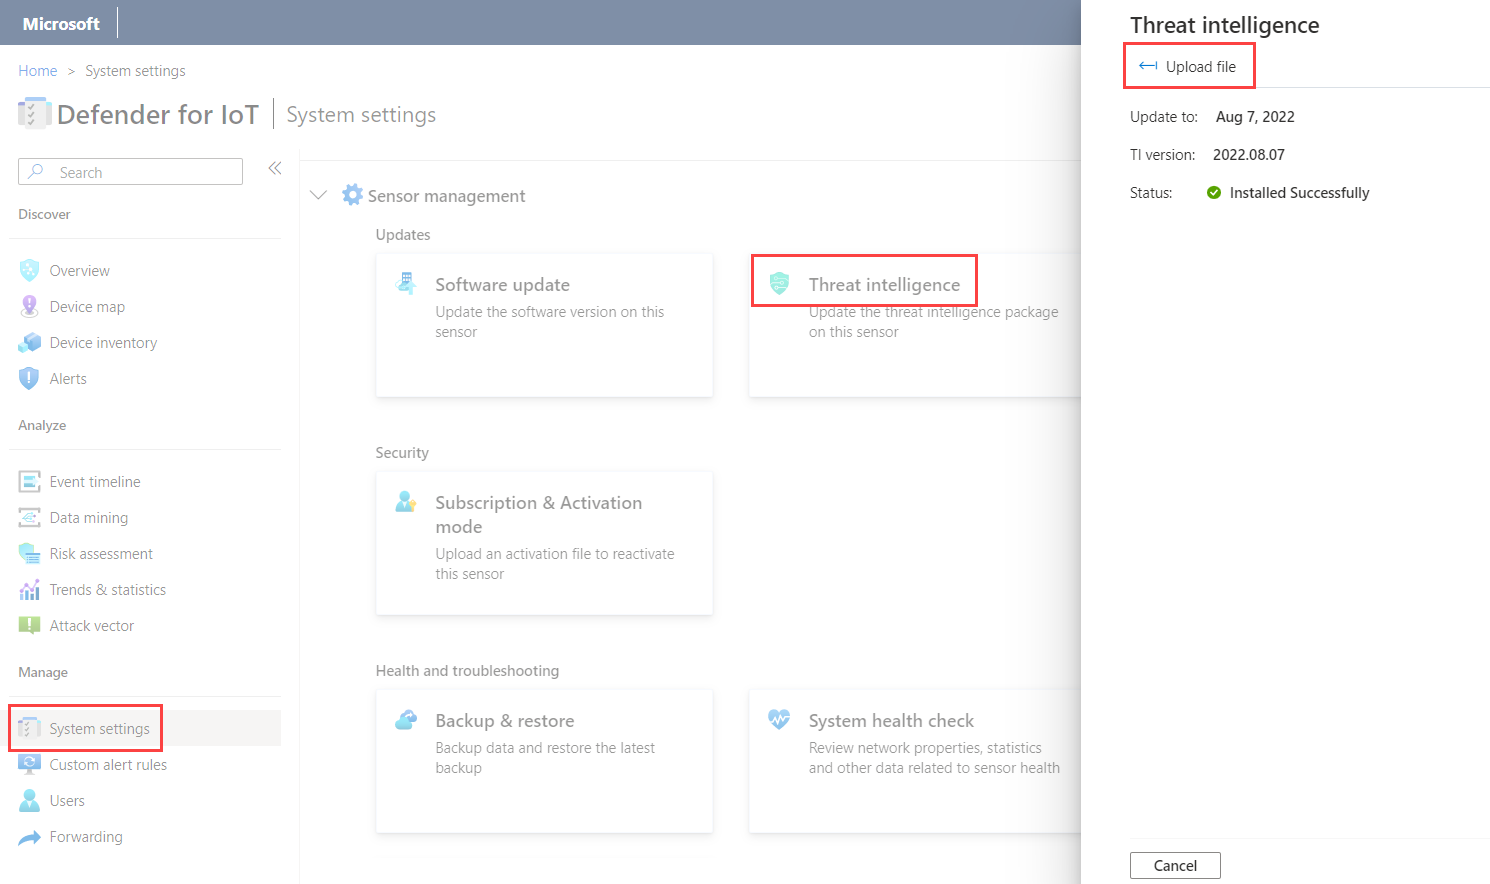 Microsoft
Home > System settings
Defender for IoT
System settings
Search
Discover
Overview
Device map
Device inventory
Alerts
Analyze
Event timeline
Data mining
Risk assessment
Trends & statistics
Attack vector
Manage
System settings
Custom alert rules
Users
Forwarding
Sensor management
Updates
Software update
Update the software version on this
sensor
Threat intelligence
Update the threat intelligence package
on this sensor
Security
Subscription & Activation
mode
Upload an activation file to reactivate
this sensor
Health and troubleshooting
Backup & restore
Backup data and restore the latest
backup
System health check
Review network properties, statistics
and other data related to sensor health
Threat intelligence
Upload file
Update to: Aug 7, 2022
TI version: 2022.08.07
Status: Installed Successfully
Cancel